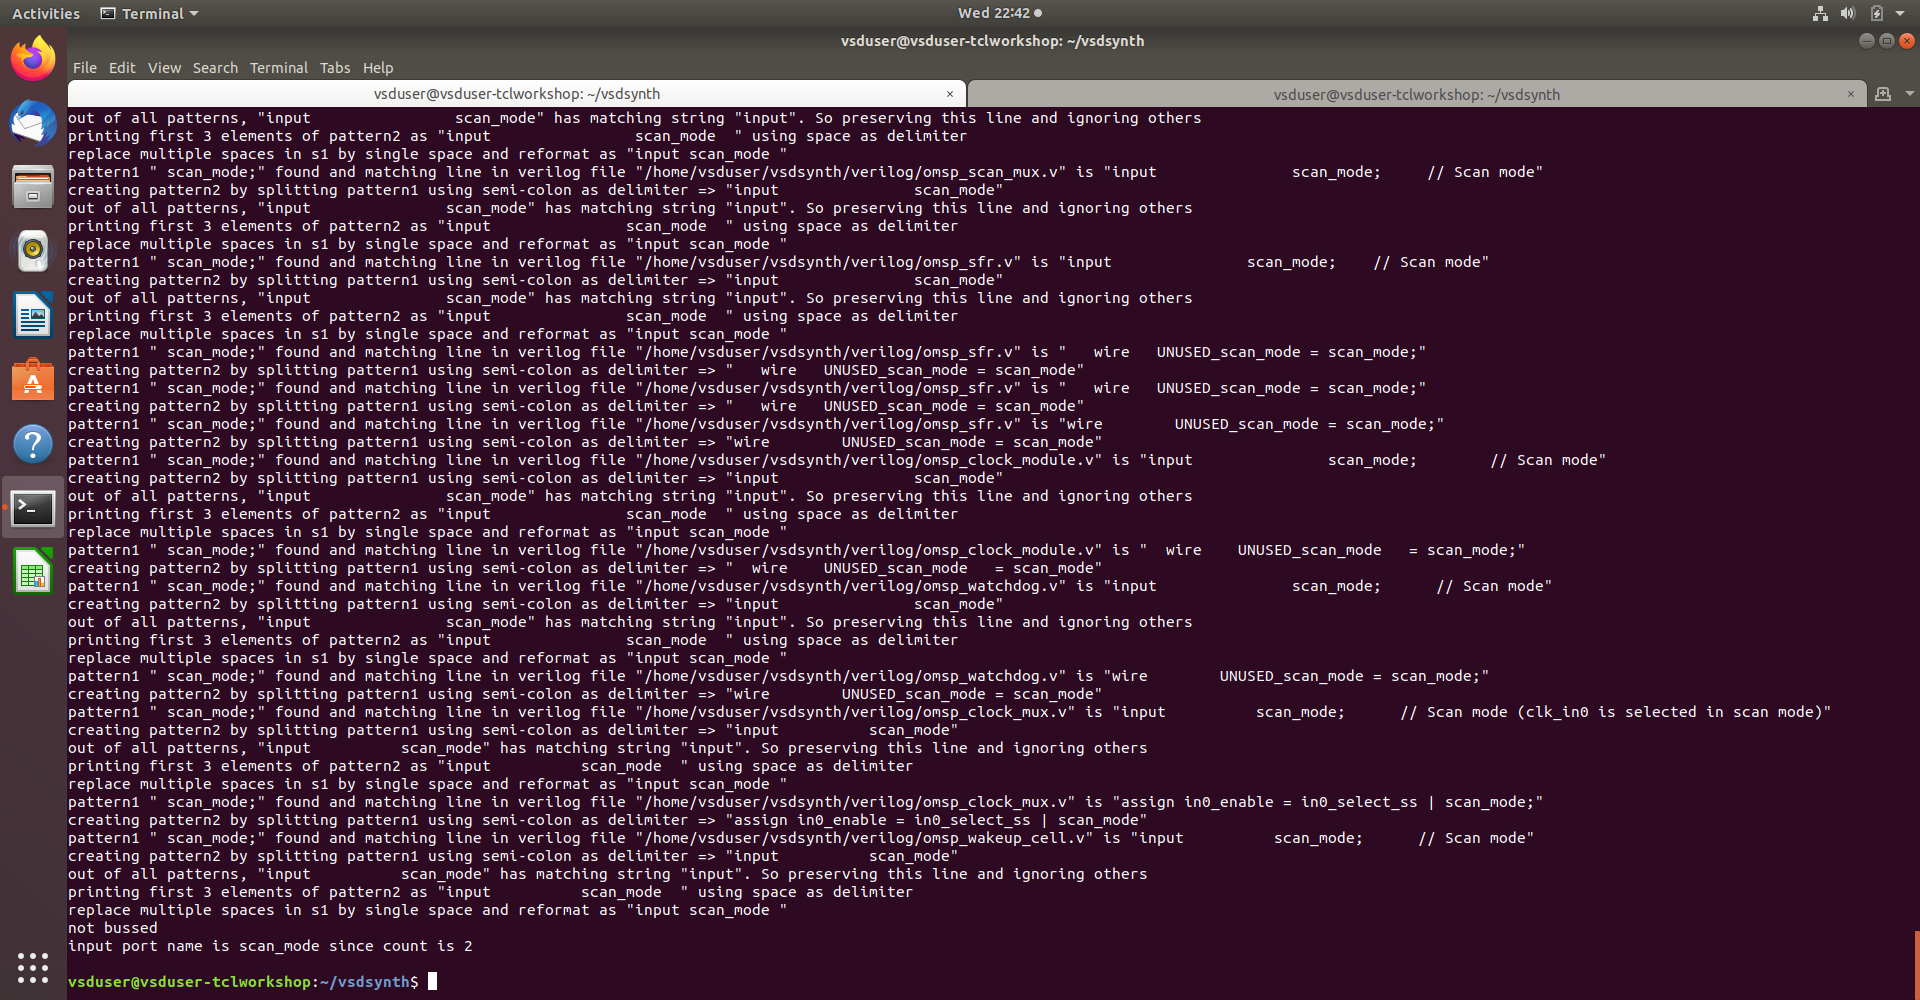 Activities Terminal Wed 22:42
vsduser@vsduser-tclworkshop: ~/vsdsynth
File Edit View Search Terminal Tabs Help
vsduser@vsduser-tclworkshop: ~/vsdsynth × vsduser@vsduser-tclworkshop: ~/vsdsynth ×
out of all patterns, "input                scan_mode" has matching string "input". So preserving this line and ignoring others
printing first 3 elements of pattern2 as "input                scan_mode  " using space as delimiter
replace multiple spaces in s1 by single space and reformat as "input scan_mode "
pattern1 " scan_mode;" found and matching line in verilog file "/home/vsduser/vsdsynth/verilog/omsp_scan_mux.v" is "input               scan_mode;     // Scan mode"
creating pattern2 by splitting pattern1 using semi-colon as delimiter => "input               scan_mode"
out of all patterns, "input               scan_mode" has matching string "input". So preserving this line and ignoring others
printing first 3 elements of pattern2 as "input               scan_mode  " using space as delimiter
replace multiple spaces in s1 by single space and reformat as "input scan_mode "
pattern1 " scan_mode;" found and matching line in verilog file "/home/vsduser/vsdsynth/verilog/omsp_sfr.v" is "input               scan_mode;    // Scan mode"
creating pattern2 by splitting pattern1 using semi-colon as delimiter => "input               scan_mode"
out of all patterns, "input               scan_mode" has matching string "input". So preserving this line and ignoring others
printing first 3 elements of pattern2 as "input               scan_mode  " using space as delimiter
replace multiple spaces in s1 by single space and reformat as "input scan_mode "
pattern1 " scan_mode;" found and matching line in verilog file "/home/vsduser/vsdsynth/verilog/omsp_sfr.v" is "   wire   UNUSED_scan_mode = scan_mode;"
creating pattern2 by splitting pattern1 using semi-colon as delimiter => "   wire   UNUSED_scan_mode = scan_mode"
pattern1 " scan_mode;" found and matching line in verilog file "/home/vsduser/vsdsynth/verilog/omsp_sfr.v" is "   wire   UNUSED_scan_mode = scan_mode;"
creating pattern2 by splitting pattern1 using semi-colon as delimiter => "   wire   UNUSED_scan_mode = scan_mode"
pattern1 " scan_mode;" found and matching line in verilog file "/home/vsduser/vsdsynth/verilog/omsp_sfr.v" is "wire        UNUSED_scan_mode = scan_mode;"
creating pattern2 by splitting pattern1 using semi-colon as delimiter => "wire        UNUSED_scan_mode = scan_mode"
pattern1 " scan_mode;" found and matching line in verilog file "/home/vsduser/vsdsynth/verilog/omsp_clock_module.v" is "input               scan_mode;        // Scan mode"
creating pattern2 by splitting pattern1 using semi-colon as delimiter => "input               scan_mode"
out of all patterns, "input               scan_mode" has matching string "input". So preserving this line and ignoring others
printing first 3 elements of pattern2 as "input               scan_mode  " using space as delimiter
replace multiple spaces in s1 by single space and reformat as "input scan_mode "
pattern1 " scan_mode;" found and matching line in verilog file "/home/vsduser/vsdsynth/verilog/omsp_clock_module.v" is "  wire    UNUSED_scan_mode   = scan_mode;"
creating pattern2 by splitting pattern1 using semi-colon as delimiter => "  wire    UNUSED_scan_mode   = scan_mode"
pattern1 " scan_mode;" found and matching line in verilog file "/home/vsduser/vsdsynth/verilog/omsp_watchdog.v" is "input               scan_mode;      // Scan mode"
creating pattern2 by splitting pattern1 using semi-colon as delimiter => "input               scan_mode"
out of all patterns, "input               scan_mode" has matching string "input". So preserving this line and ignoring others
printing first 3 elements of pattern2 as "input               scan_mode  " using space as delimiter
replace multiple spaces in s1 by single space and reformat as "input scan_mode "
pattern1 " scan_mode;" found and matching line in verilog file "/home/vsduser/vsdsynth/verilog/omsp_watchdog.v" is "wire        UNUSED_scan_mode = scan_mode;"
creating pattern2 by splitting pattern1 using semi-colon as delimiter => "wire        UNUSED_scan_mode = scan_mode"
pattern1 " scan_mode;" found and matching line in verilog file "/home/vsduser/vsdsynth/verilog/omsp_clock_mux.v" is "input          scan_mode;      // Scan mode (clk_in0 is selected in scan mode)"
creating pattern2 by splitting pattern1 using semi-colon as delimiter => "input          scan_mode"
out of all patterns, "input          scan_mode" has matching string "input". So preserving this line and ignoring others
printing first 3 elements of pattern2 as "input          scan_mode  " using space as delimiter
replace multiple spaces in s1 by single space and reformat as "input scan_mode "
pattern1 " scan_mode;" found and matching line in verilog file "/home/vsduser/vsdsynth/verilog/omsp_clock_mux.v" is "assign in0_enable = in0_select_ss | scan_mode;"
creating pattern2 by splitting pattern1 using semi-colon as delimiter => "assign in0_enable = in0_select_ss | scan_mode"
pattern1 " scan_mode;" found and matching line in verilog file "/home/vsduser/vsdsynth/verilog/omsp_wakeup_cell.v" is "input          scan_mode;      // Scan mode"
creating pattern2 by splitting pattern1 using semi-colon as delimiter => "input          scan_mode"
out of all patterns, "input          scan_mode" has matching string "input". So preserving this line and ignoring others
printing first 3 elements of pattern2 as "input          scan_mode  " using space as delimiter
replace multiple spaces in s1 by single space and reformat as "input scan_mode "
not bussed
input port name is scan_mode since count is 2
vsduser@vsduser-tclworkshop:~/vsdsynth$